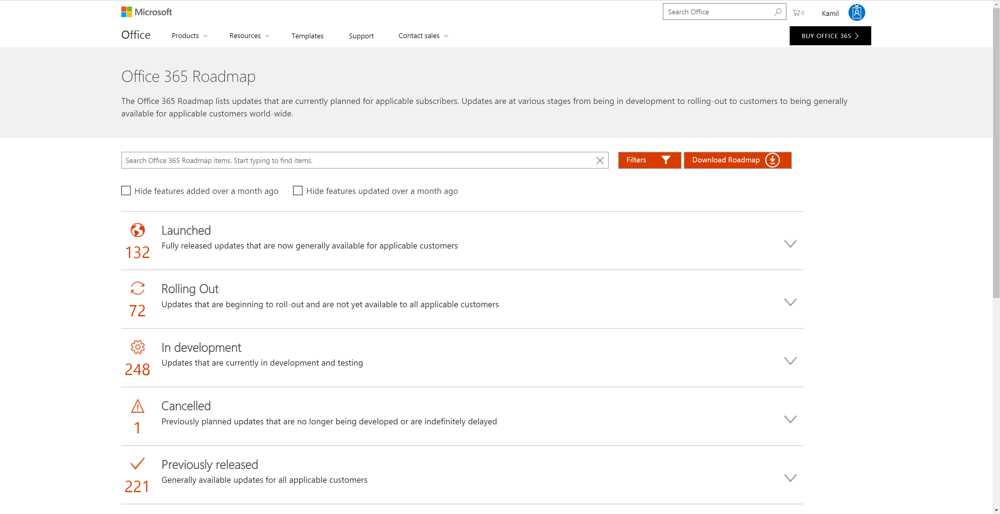 Microsoft
Search Office
0
Kamil
Office
Products
Resources
Templates
Support
Contact sales
BUY OFFICE 365
Office 365 Roadmap
The Office 365 Roadmap lists updates that are currently planned for applicable subscribers. Updates are at various stages from being in development to rolling-out to customers to being generally
available for applicable customers world-wide.
Search Office 365 Roadmap items. Start typing to find items.
Filters
Download Roadmap
Hide features added over a month ago
Hide features updated over a month ago
Launched
Fully released updates that are now generally available for applicable customers
132
Rolling Out
Updates that are beginning to roll-out and are not yet available to all applicable customers
72
In development
Updates that are currently in development and testing
248
Cancelled
Previously planned updates that are no longer being developed or are indefinitely delayed
1
Previously released
Generally available updates for all applicable customers
221